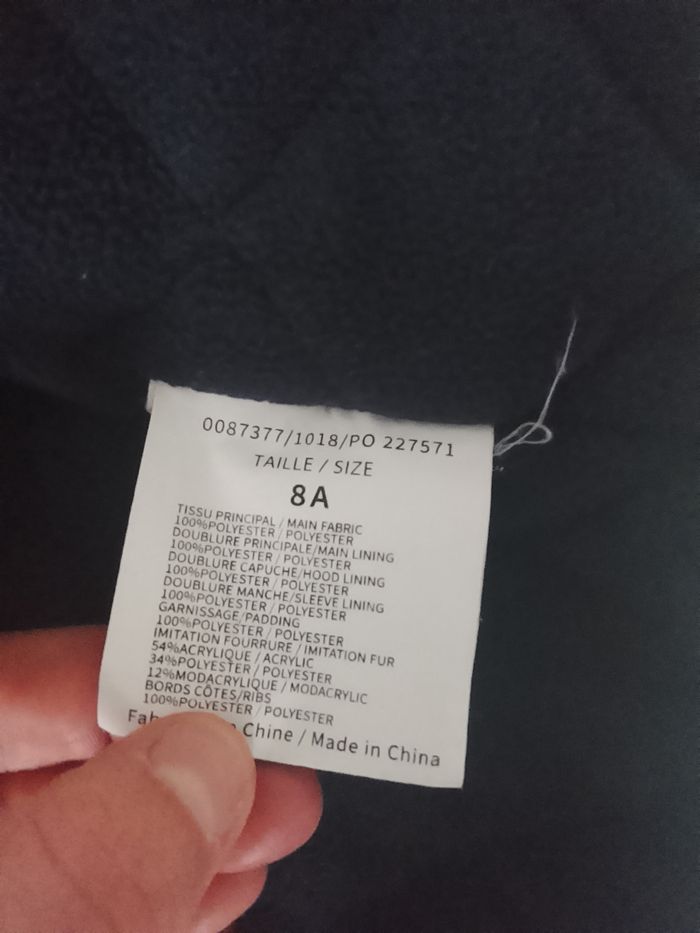 0087377/1018/PO 227571
TAILLE / SIZE
8A
TISSU PRINCIPAL / MAIN FABRIC
100%POLYESTER / POLYESTER
DOUBLURE PRINCIPALE/MAIN LINING
100%POLYESTER / POLYESTER
DOUBLURE CAPUCHE/HOOD LINING
100%POLYESTER / POLYESTER
DOUBLURE MANCHE/SLEEVE LINING
100%POLYESTER / POLYESTER
GARNISSAGE/PADDING
100%POLYESTER / POLYESTER
IMITATION FOURRURE / IMITATION FUR
54%ACRYLIQUE / ACRYLIC
34%POLYESTER / POLYESTER
12%MODACRYLIQUE / MODACRYLIC
BORDS CÔTES/RIBS
100%POLYESTER / POLYESTER
Chine / Made in China